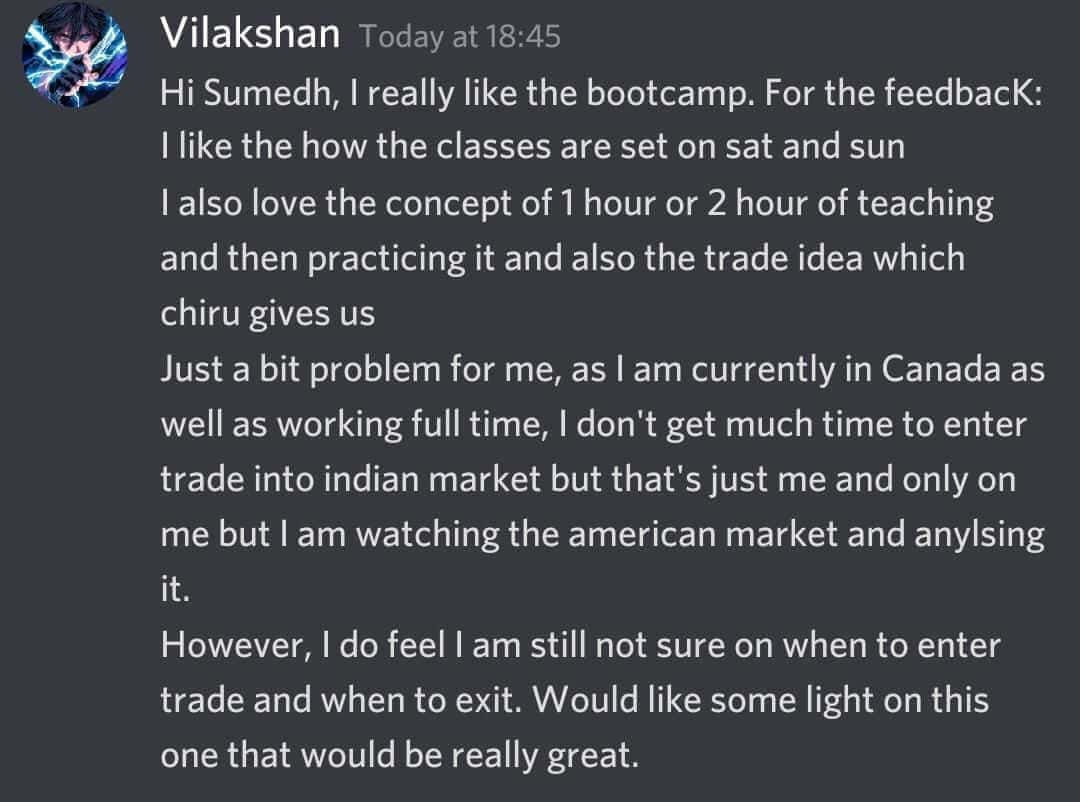 Vilakshan Today at 18:45
Hi Sumedh, I really like the bootcamp. For the feedbacK:
I like the how the classes are set on sat and sun
I also love the concept of 1 hour or 2 hour of teaching
and then practicing it and also the trade idea which
chiru gives us
Just a bit problem for me, as I am currently in Canada as
well as working full time, I don't get much time to enter
trade into indian market but that's just me and only on
me but I am watching the american market and anylsing
it.
However, I do feel I am still not sure on when to enter
trade and when to exit. Would like some light on this
one that would be really great.